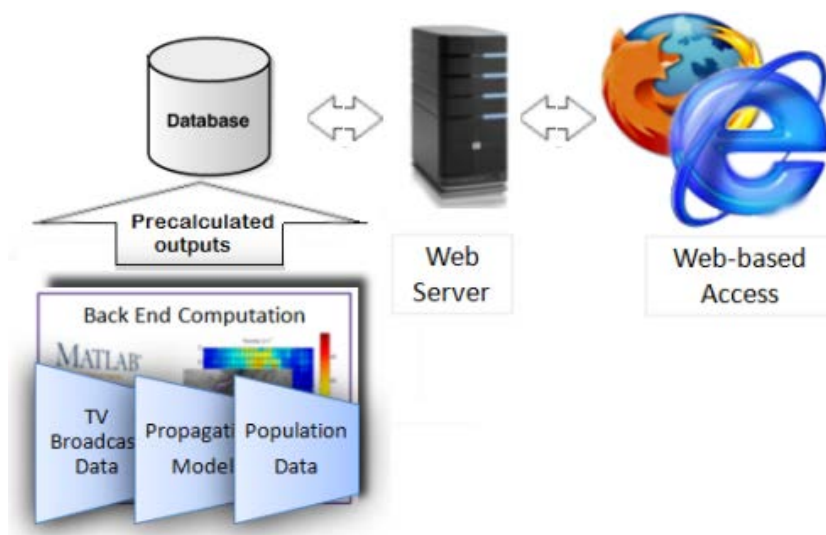 Database
Precalculated
outputs
Web
Server
Web-based
Access
Back End Computation
MATLAB
TV
Broadcas
Data
Propagati
Model
Population
Data